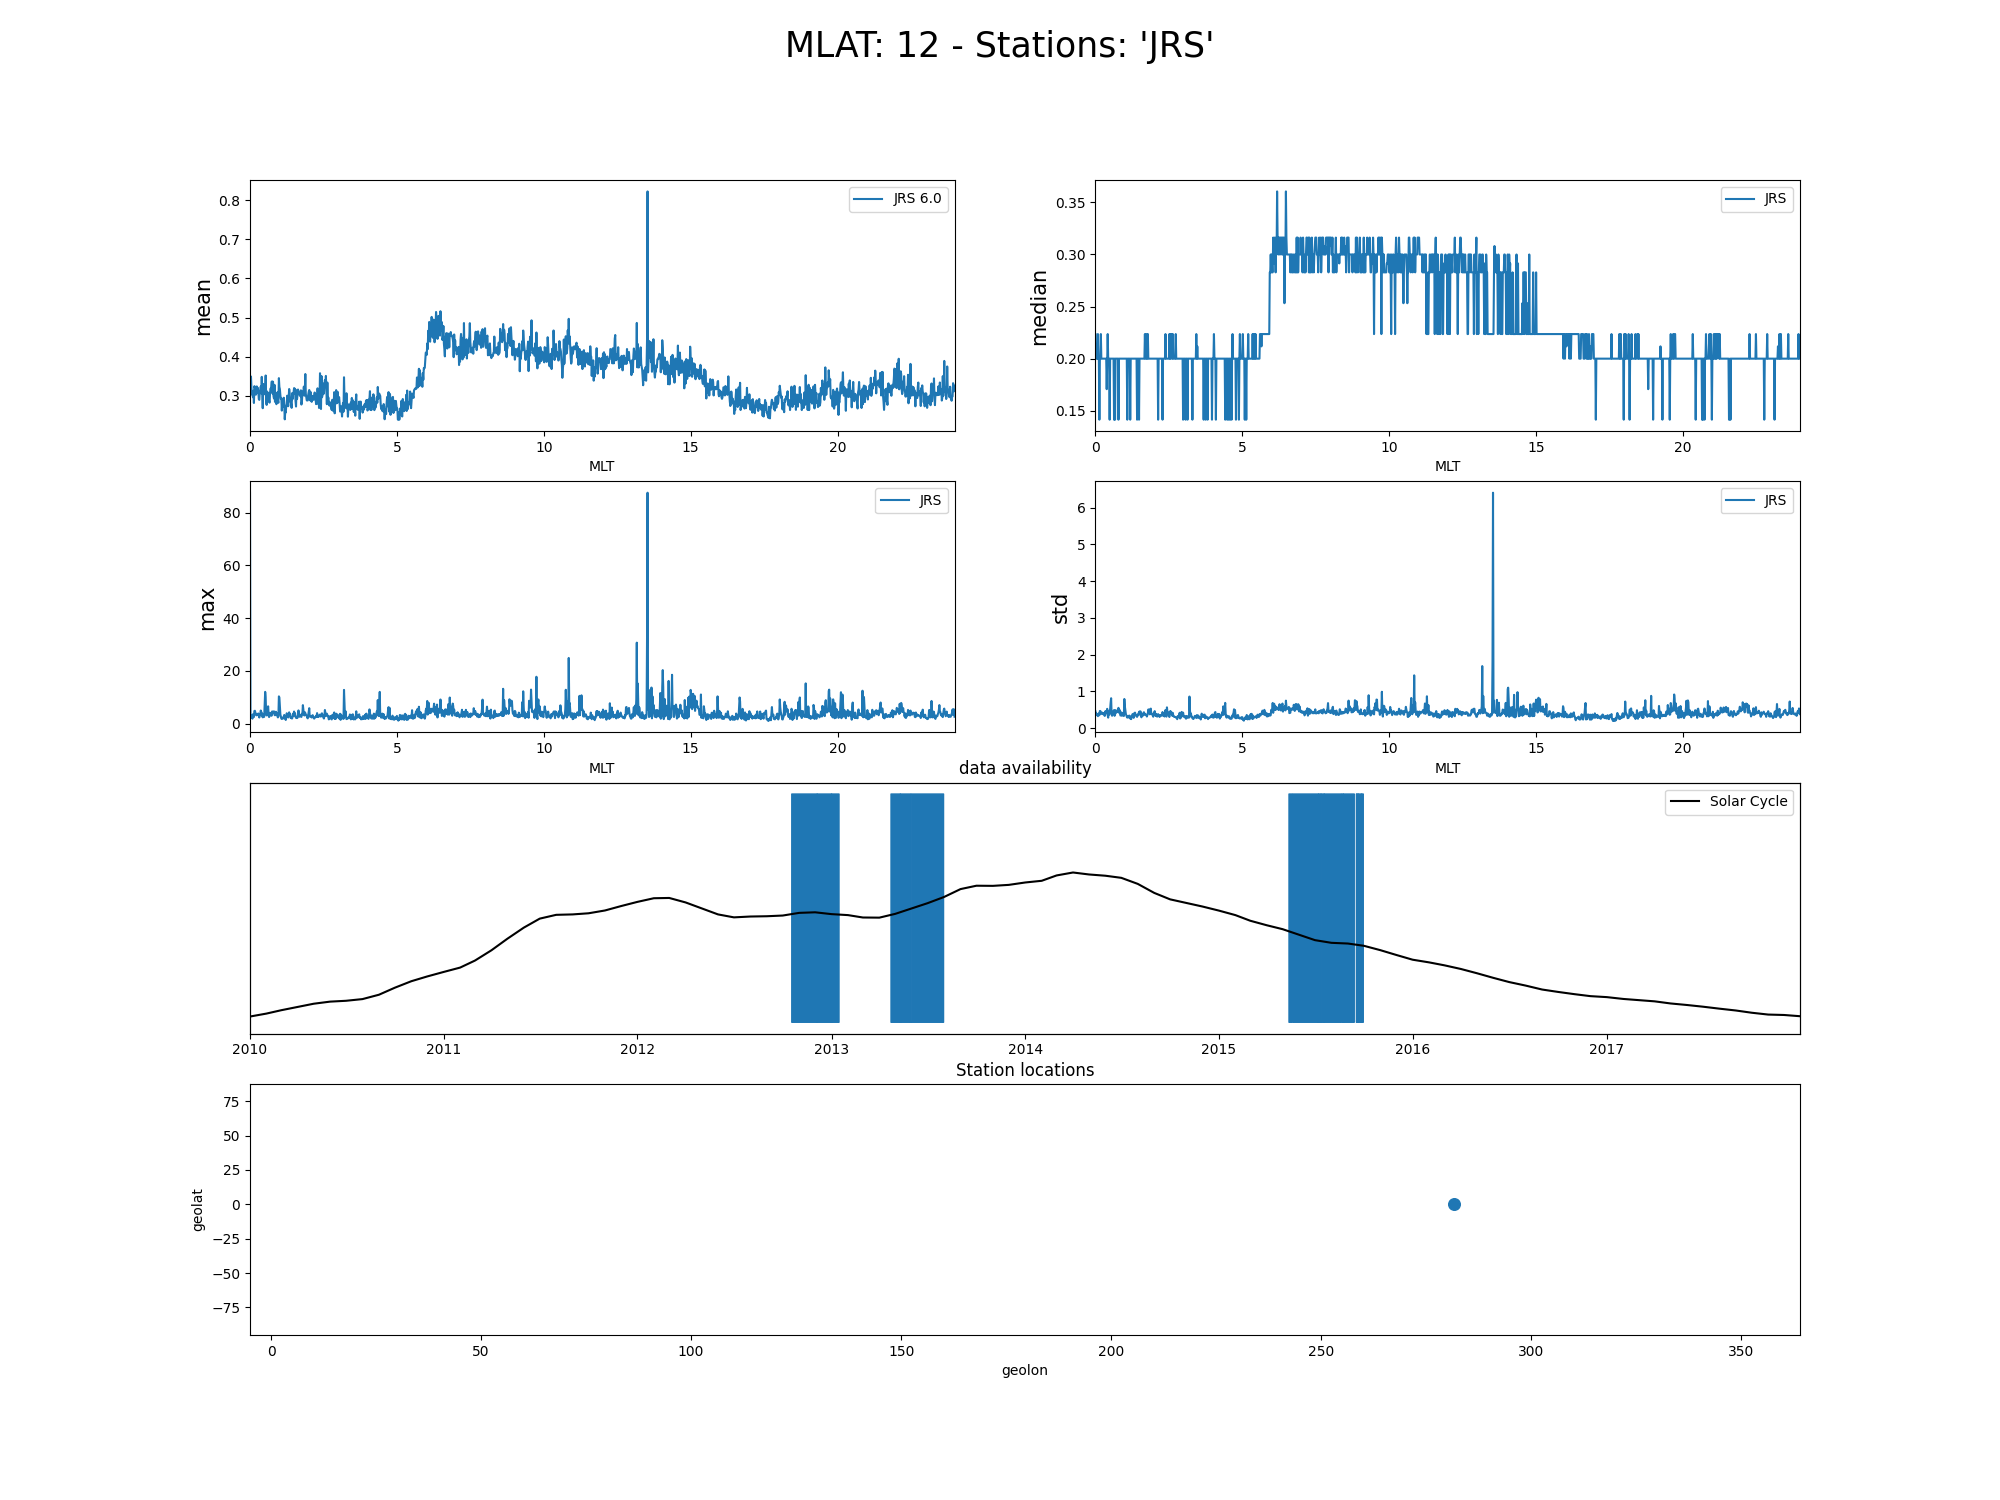 MLAT: 12 - Stations: 'JRS'
mean
0.8
0.7
0.6
0.5
0.4
0.3
JRS 6.0
0 5 10 15 20
MLT
median
0.35
0.30
0.25
0.20
0.15
JRS
0 5 10 15 20
MLT
max
80
60
40
20
0
JRS
0 5 10 15 20
MLT
std
6
5
4
3
2
1
0
JRS
0 5 10 15 20
MLT
data availability
Solar Cycle
2010 2011 2012 2013 2014 2015 2016 2017
Station locations
geolat
75
50
25
0
−25
−50
−75
0 50 100 150 200 250 300 350
geolon